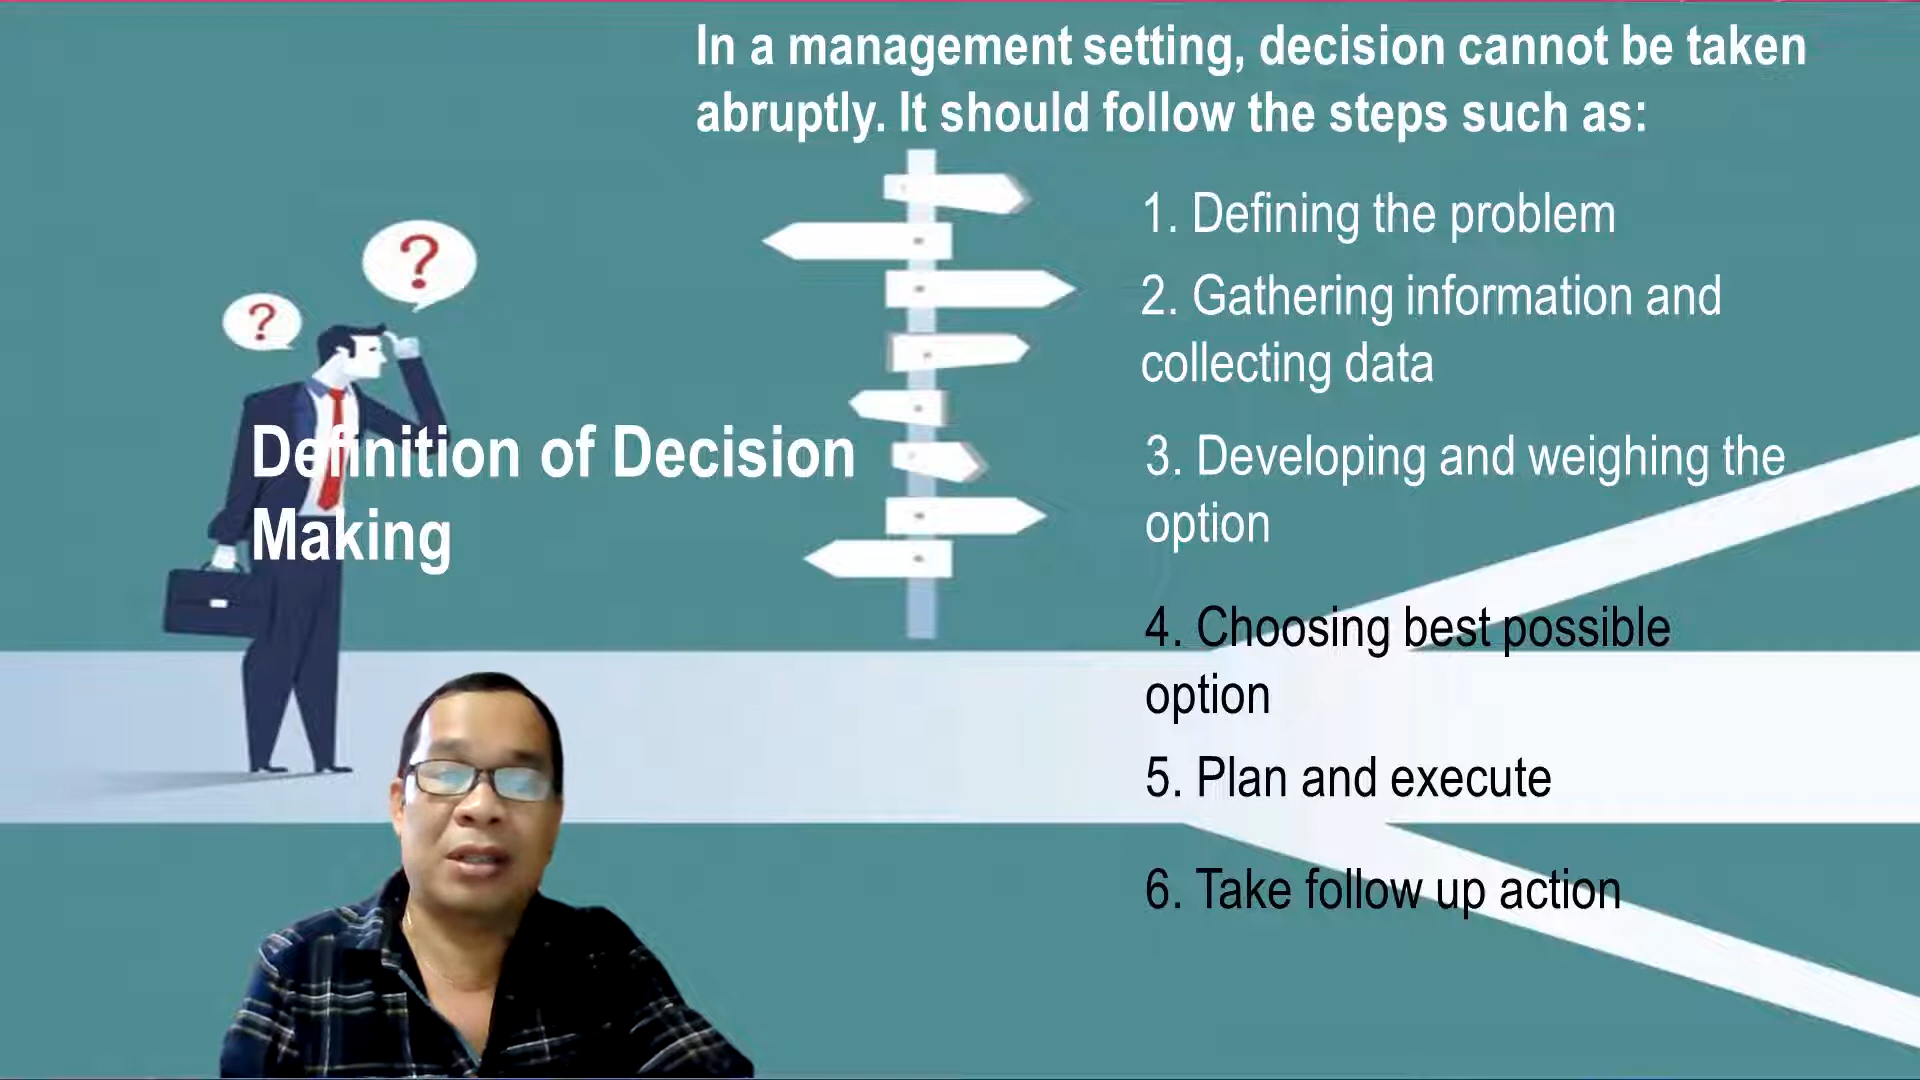 In a management setting, decision cannot be taken
abruptly. It should follow the steps such as:
?
?
Definition of Decision
Making
1. Defining the problem
2. Gathering information and
collecting data
3. Developing and weighing the
option
4. Choosing best possible
option
5. Plan and execute
6. Take follow up action